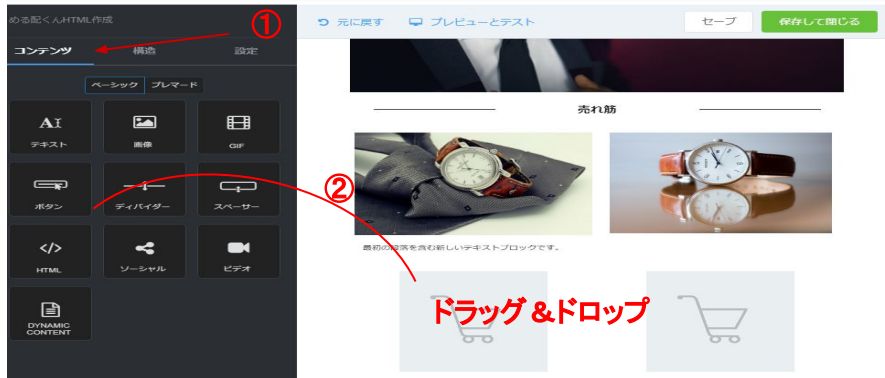 める配くんHTML作成
①
元に戻す プレビューとテスト セーブ 保存して閉じる
コンテンツ 構造 設定
ベーシック プレマード
売れ筋
テキスト 画像 GIF
②
ボタン ディバイダー スペーサー
最初の段落を含む新しいテキストブロックです。
</>
HTML ソーシャル ビデオ
ドラッグ&ドロップ
DYNAMIC
CONTENT